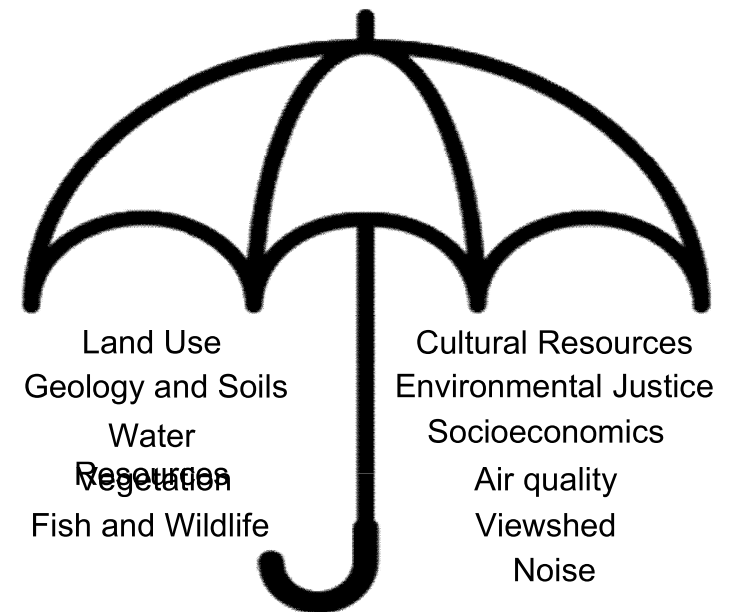 Land Use
Geology and Soils
Water
Resources
Vegetation
Fish and Wildlife
Cultural Resources
Environmental Justice
Socioeconomics
Air quality
Viewshed
Noise